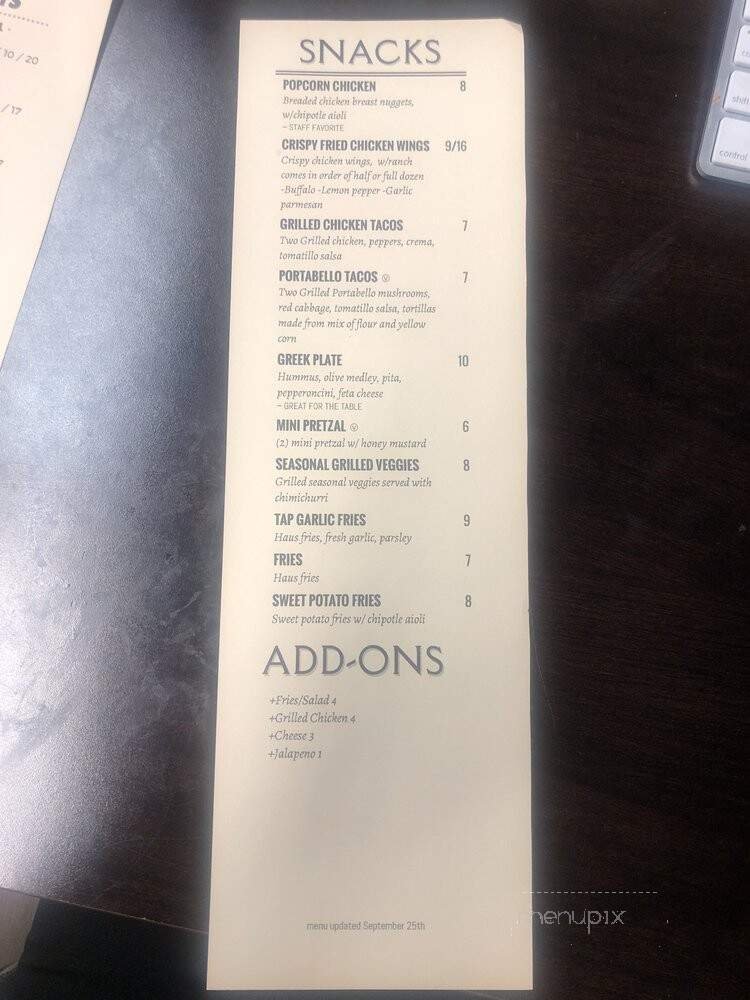 SNACKS
POPCORN CHICKEN 8
Breaded chicken breast nuggets,
w/chipotle aioli
– STAFF FAVORITE
CRISPY FRIED CHICKEN WINGS 9/16
Crispy chicken wings, w/ranch
comes in order of half or full dozen
-Buffalo -Lemon pepper -Garlic
parmesan
GRILLED CHICKEN TACOS 7
Two Grilled chicken, peppers, crema,
tomatillo salsa
PORTABELLO TACOS Ⓥ 7
Two Grilled Portabello mushrooms,
red cabbage, tomatillo salsa, tortillas
made from mix of flour and yellow
corn
GREEK PLATE 10
Hummus, olive medley, pita,
pepperoncini, feta cheese
– GREAT FOR THE TABLE
MINI PRETZAL Ⓥ 6
(2) mini pretzal w/ honey mustard
SEASONAL GRILLED VEGGIES 8
Grilled seasonal veggies served with
chimichurri
TAP GARLIC FRIES 9
Haus fries, fresh garlic, parsley
FRIES 7
Haus fries
SWEET POTATO FRIES 8
Sweet potato fries w/ chipotle aioli
ADD-ONS
+Fries/Salad 4
+Grilled Chicken 4
+Cheese 3
+Jalapeno 1
menu updated September 25th
menupix
10 / 20
/ 17
shift
control